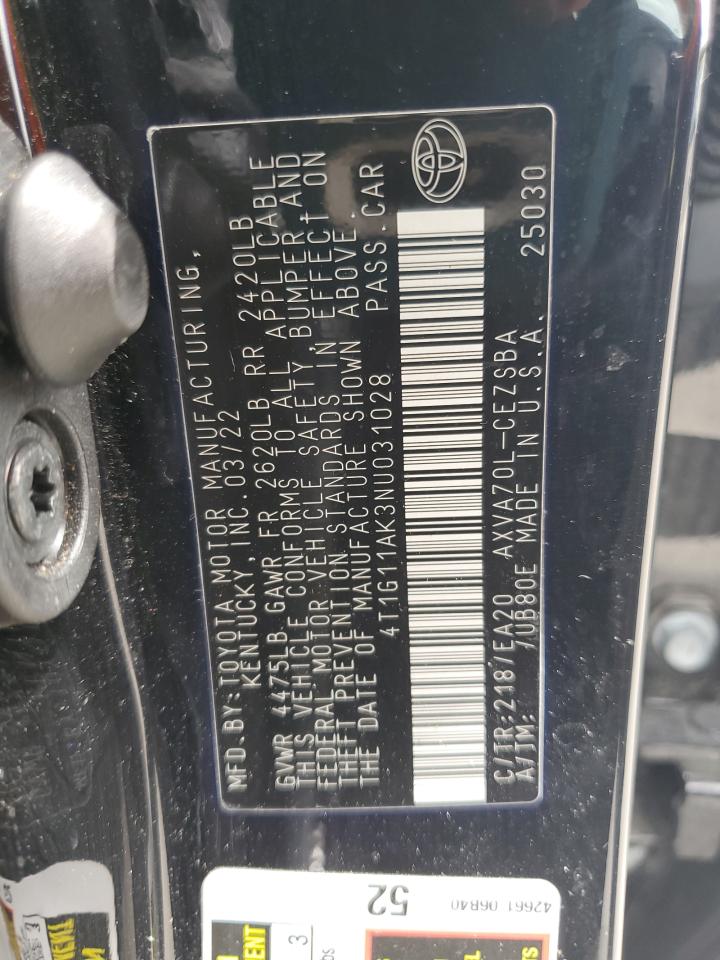 MFD. BY: TOYOTA MOTOR MANUFACTURING,
KENTUCKY, INC. 03/22
GVWR 4475LB GAWR FR 2620LB RR 2420LB
THIS VEHICLE CONFORMS TO ALL APPLICABLE
FEDERAL MOTOR VEHICLE SAFETY, BUMPER, AND
THEFT PREVENTION STANDARDS IN EFFECT ON
THE DATE OF MANUFACTURE SHOWN ABOVE.
4T1G11AK3NU031028 PASS. CAR
C/TR: 218/EA20 AXVA70L-CEZSBA
A/TM: /UB80E MADE IN U.S.A. 25030
52
42661 06B40
3